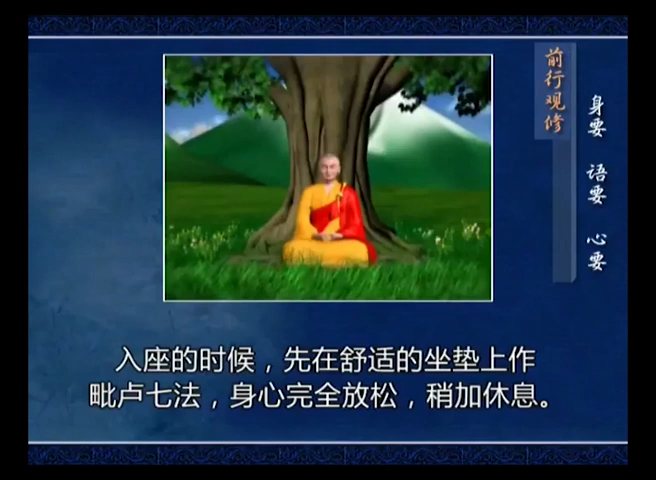 前行观修
身要 语要 心要
入座的时候，先在舒适的坐垫上作
毗卢七法，身心完全放松，稍加休息。